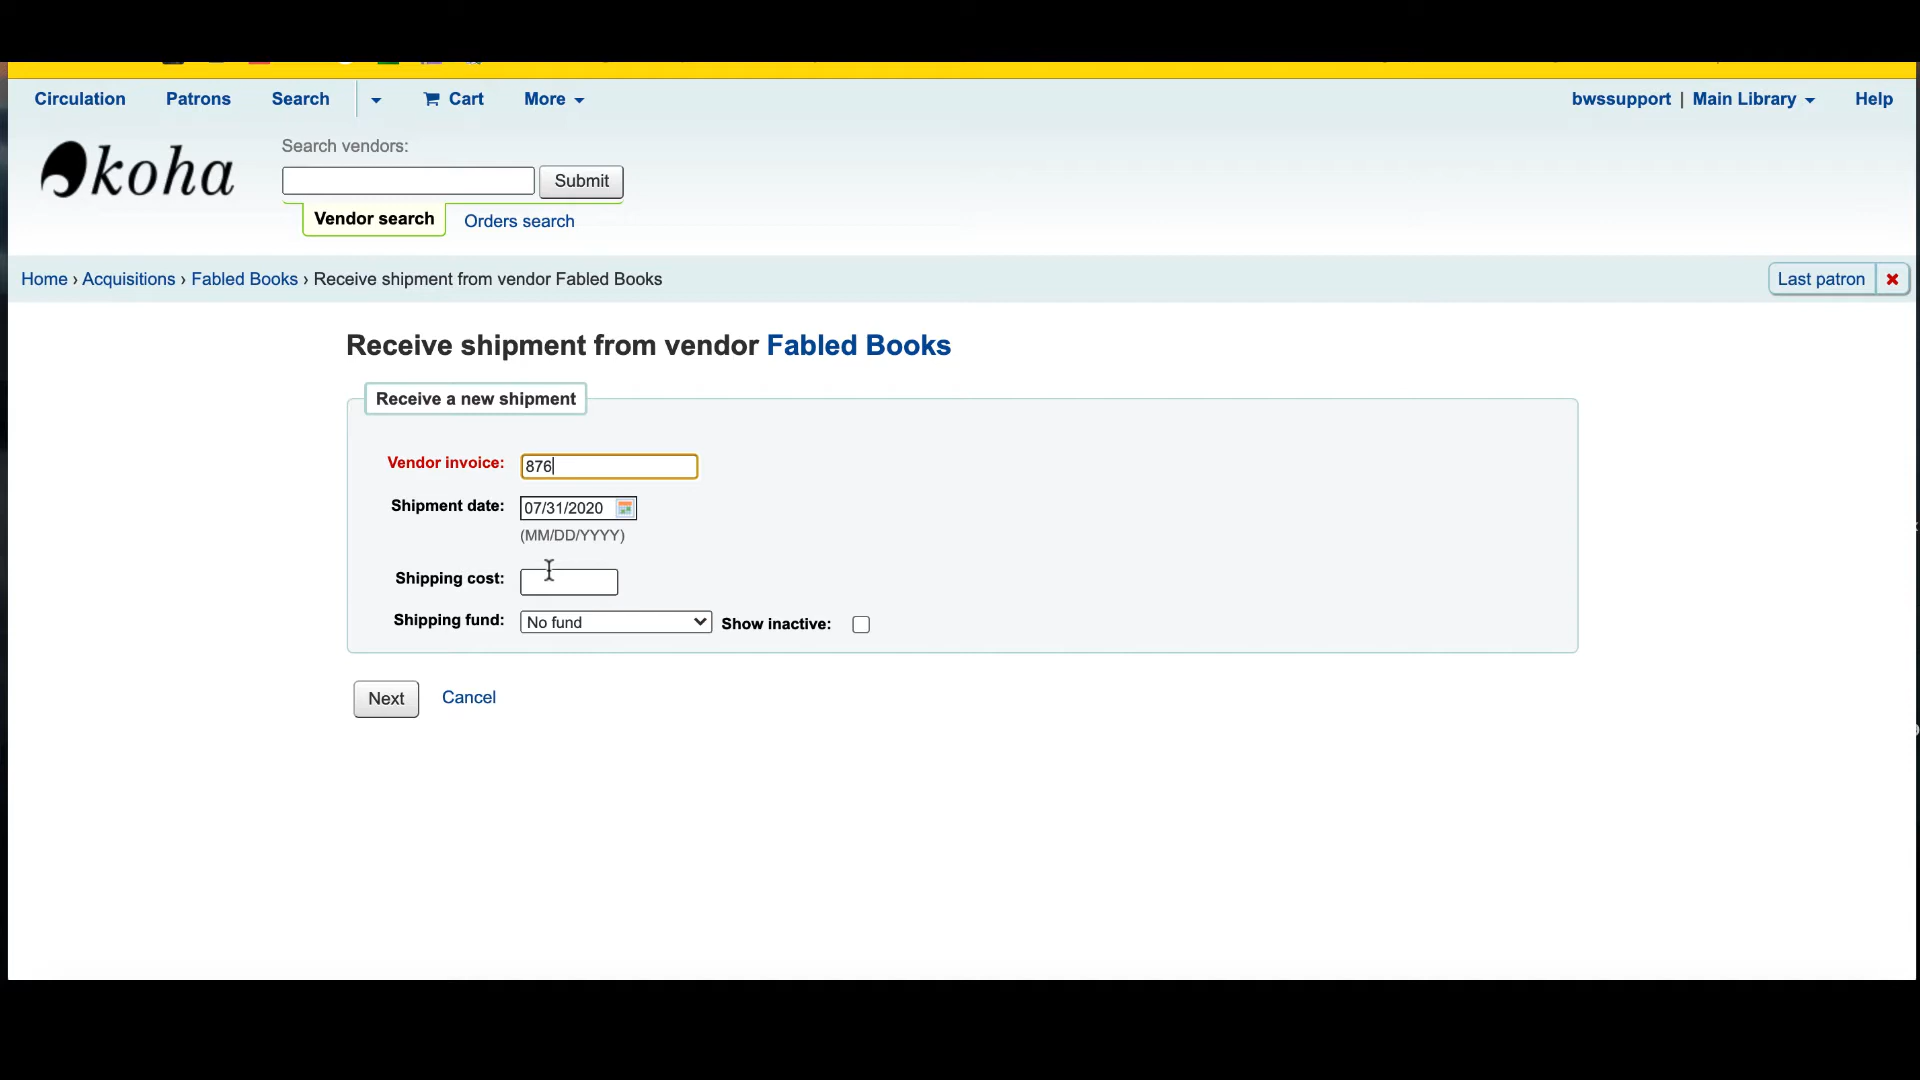 Circulation Patrons Search Cart More bwssupport | Main Library Help
koha
Search vendors:
Submit
Vendor search Orders search
Home › Acquisitions › Fabled Books › Receive shipment from vendor Fabled Books Last patron
Receive shipment from vendor Fabled Books
Receive a new shipment
Vendor invoice: 876
Shipment date: 07/31/2020
(MM/DD/YYYY)
Shipping cost:
Shipping fund: No fund Show inactive:
Next Cancel